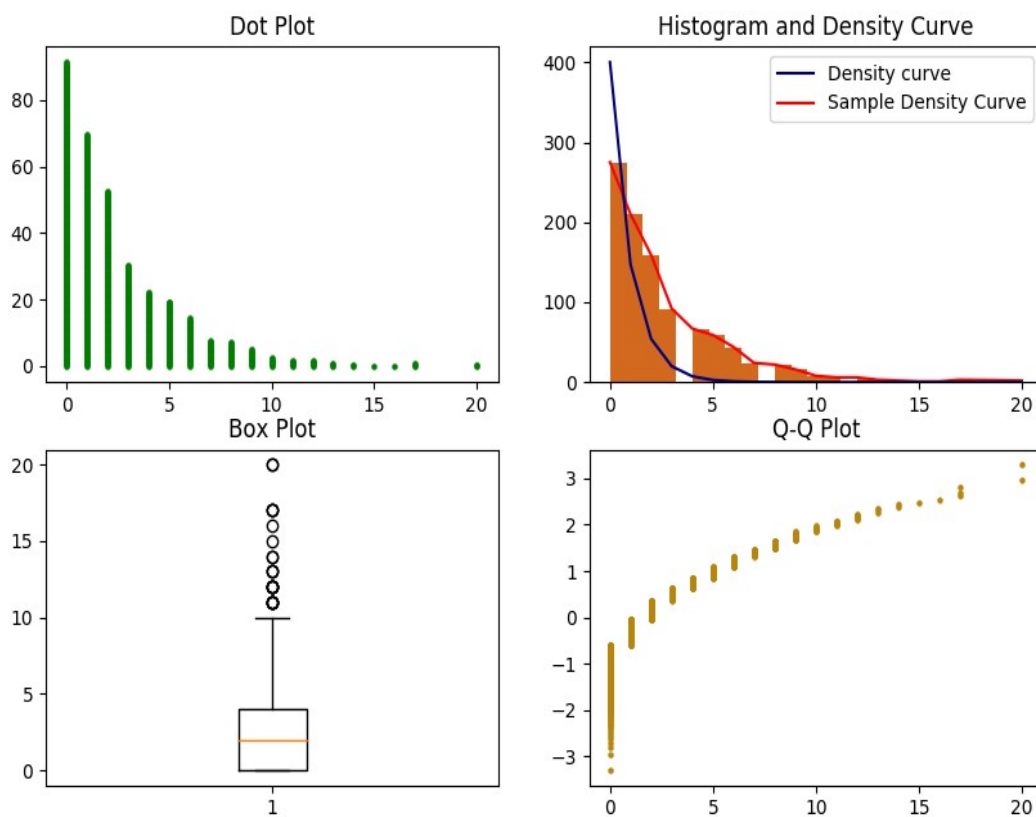 Dot Plot
80
60
40
20
0
0 5 10 15 20
Histogram and Density Curve
Density curve
Sample Density Curve
400
300
200
100
0
0 5 10 15 20
Box Plot
20
15
10
5
0
1
Q-Q Plot
3
2
1
0
−1
−2
−3
0 5 10 15 20